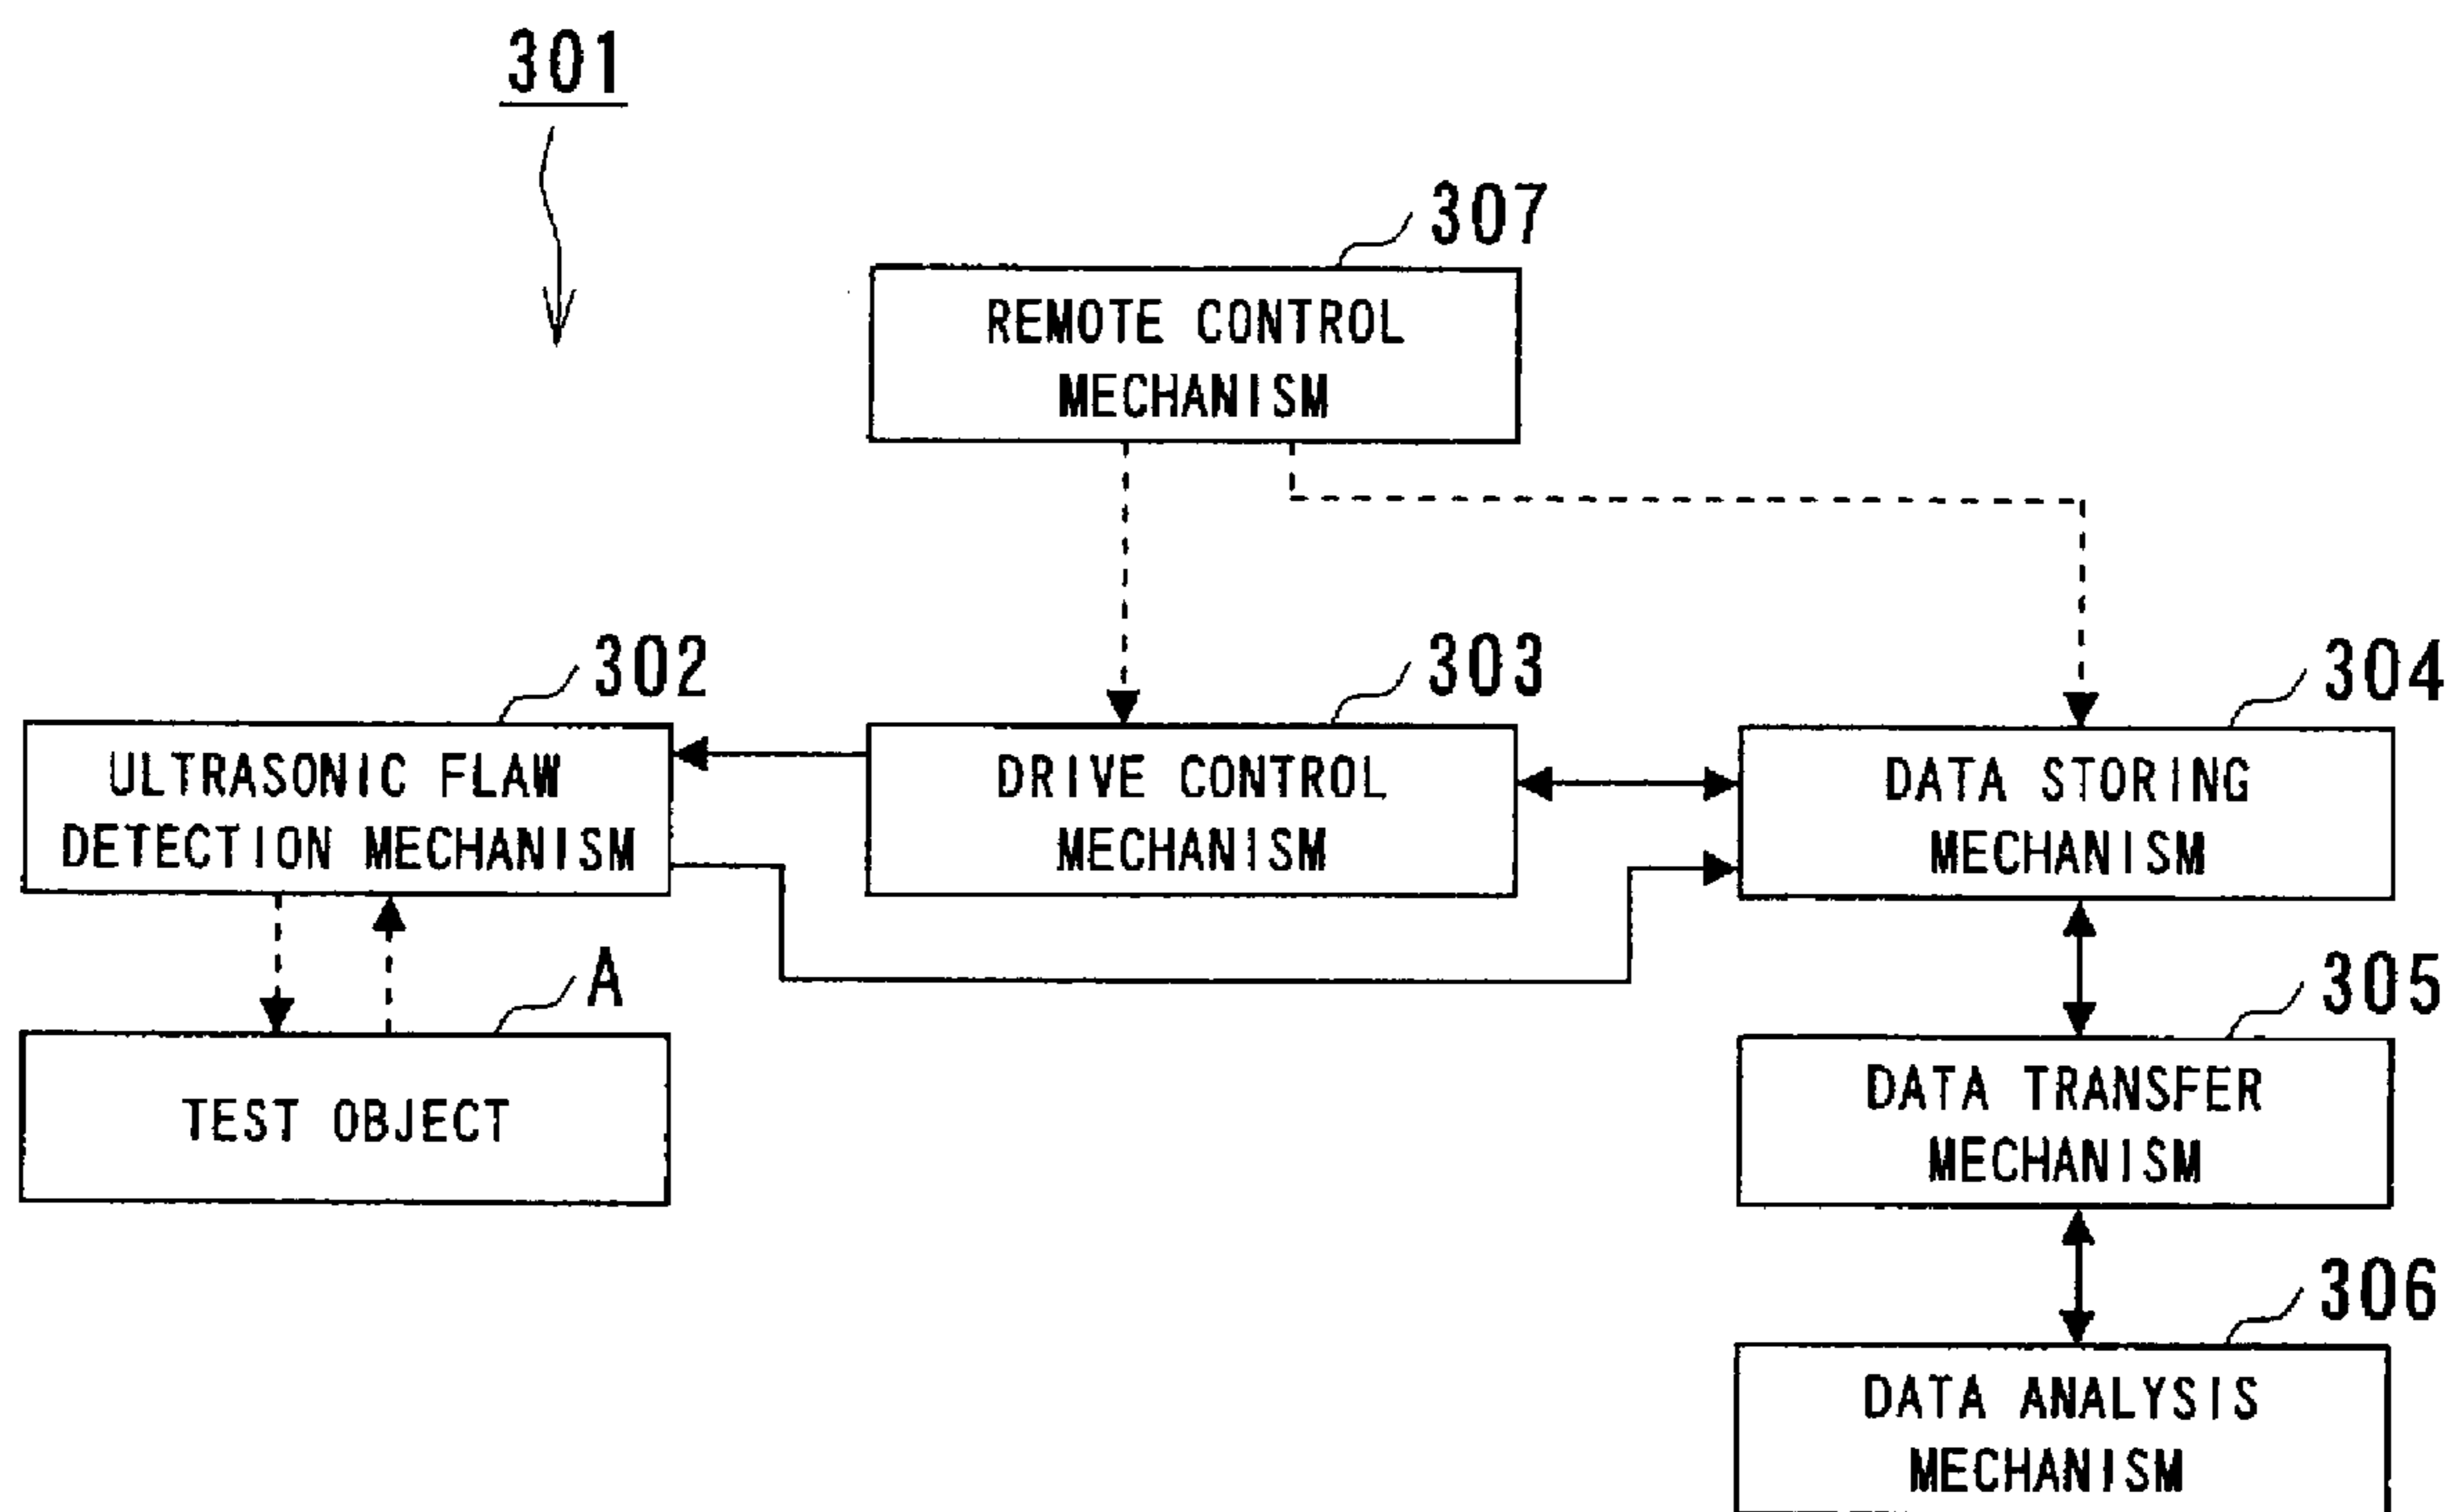 301
307
REMOTE CONTROL
MECHANISM
302
303
304
ULTRASONIC FLAW
DETECTION MECHANISM
DRIVE CONTROL
MECHANISM
DATA STORING
MECHANISM
A
305
TEST OBJECT
DATA TRANSFER
MECHANISM
306
DATA ANALYSIS
MECHANISM